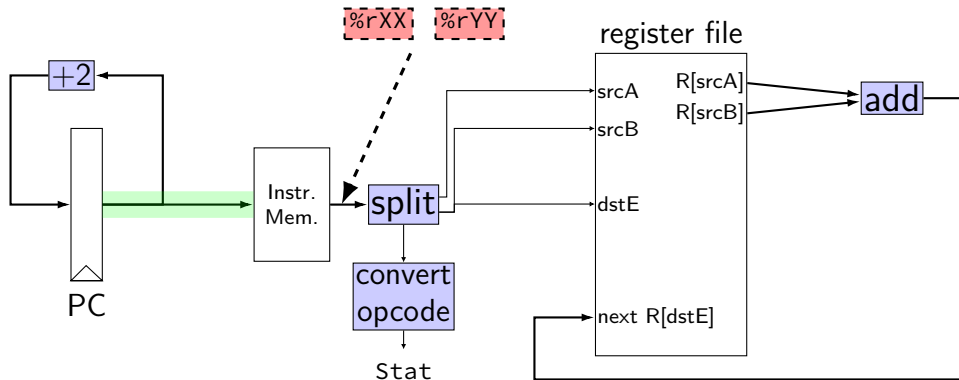 %rXX %rYY
register file
+2
R[srcA]
srcA
add
R[srcB]
srcB
Instr.
Mem.
split
dstE
convert
opcode
PC
next R[dstE]
Stat